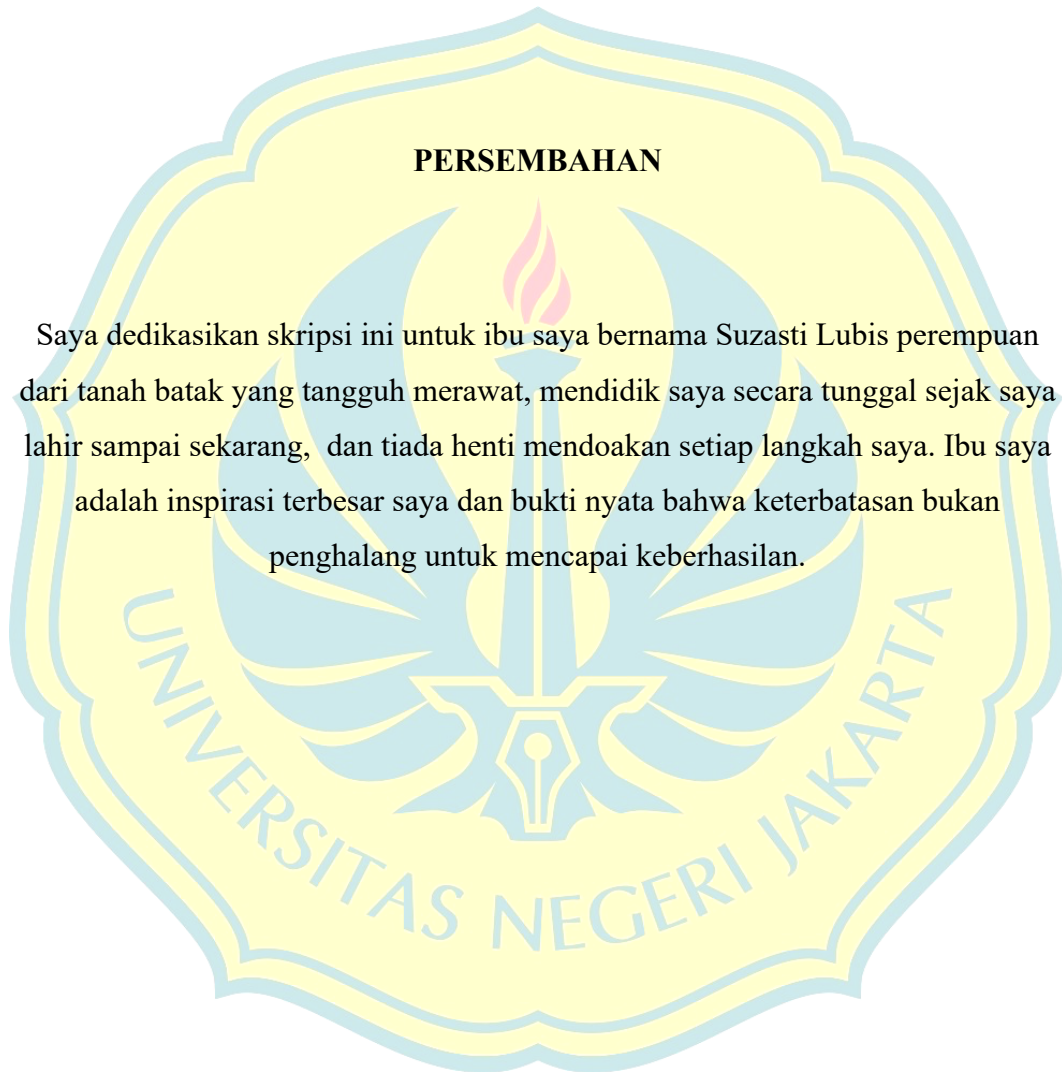 PERSEMBAHAN
Saya dedikasikan skripsi ini untuk ibu saya bernama Suzasti Lubis perempuan
dari tanah batak yang tangguh merawat, mendidik saya secara tunggal sejak saya
lahir sampai sekarang,  dan tiada henti mendoakan setiap langkah saya. Ibu saya
adalah inspirasi terbesar saya dan bukti nyata bahwa keterbatasan bukan
penghalang untuk mencapai keberhasilan.
UNIVERSITAS NEGERI JAKARTA